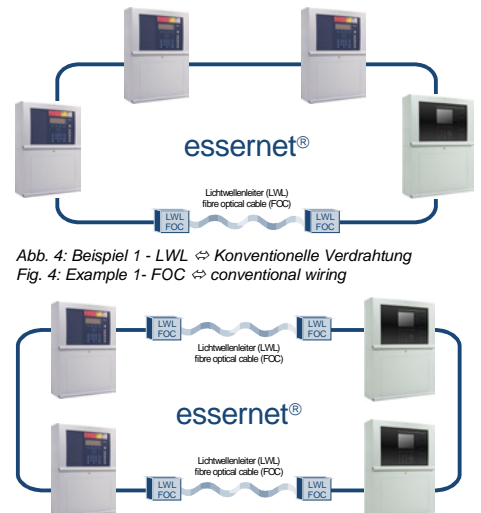 essernet®
Lichtwellenleiter (LWL)
fibre optical cable (FOC)
LWL
FOC
LWL
FOC
Abb. 4: Beispiel 1 - LWL ⇔ Konventionelle Verdrahtung
Fig. 4: Example 1- FOC ⇔ conventional wiring
LWL
FOC
LWL
FOC
Lichtwellenleiter (LWL)
fibre optical cable (FOC)
essernet®
Lichtwellenleiter (LWL)
fibre optical cable (FOC)
LWL
FOC
LWL
FOC